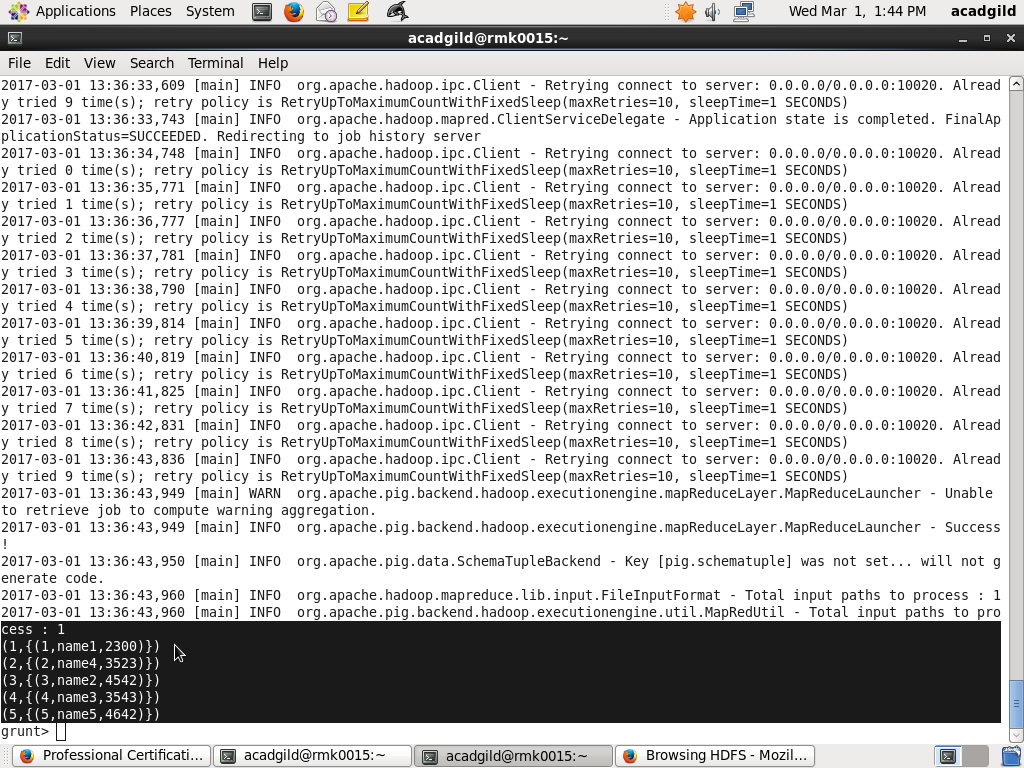 Applications Places System Wed Mar 1, 1:44 PM acadgild
acadgild@rmk0015:~
File Edit View Search Terminal Help
2017-03-01 13:36:33,609 [main] INFO  org.apache.hadoop.ipc.Client - Retrying connect to server: 0.0.0.0/0.0.0.0:10020. Alread
y tried 9 time(s); retry policy is RetryUpToMaximumCountWithFixedSleep(maxRetries=10, sleepTime=1 SECONDS)
2017-03-01 13:36:33,743 [main] INFO  org.apache.hadoop.mapred.ClientServiceDelegate - Application state is completed. FinalAp
plicationStatus=SUCCEEDED. Redirecting to job history server
2017-03-01 13:36:34,748 [main] INFO  org.apache.hadoop.ipc.Client - Retrying connect to server: 0.0.0.0/0.0.0.0:10020. Alread
y tried 0 time(s); retry policy is RetryUpToMaximumCountWithFixedSleep(maxRetries=10, sleepTime=1 SECONDS)
2017-03-01 13:36:35,771 [main] INFO  org.apache.hadoop.ipc.Client - Retrying connect to server: 0.0.0.0/0.0.0.0:10020. Alread
y tried 1 time(s); retry policy is RetryUpToMaximumCountWithFixedSleep(maxRetries=10, sleepTime=1 SECONDS)
2017-03-01 13:36:36,777 [main] INFO  org.apache.hadoop.ipc.Client - Retrying connect to server: 0.0.0.0/0.0.0.0:10020. Alread
y tried 2 time(s); retry policy is RetryUpToMaximumCountWithFixedSleep(maxRetries=10, sleepTime=1 SECONDS)
2017-03-01 13:36:37,781 [main] INFO  org.apache.hadoop.ipc.Client - Retrying connect to server: 0.0.0.0/0.0.0.0:10020. Alread
y tried 3 time(s); retry policy is RetryUpToMaximumCountWithFixedSleep(maxRetries=10, sleepTime=1 SECONDS)
2017-03-01 13:36:38,790 [main] INFO  org.apache.hadoop.ipc.Client - Retrying connect to server: 0.0.0.0/0.0.0.0:10020. Alread
y tried 4 time(s); retry policy is RetryUpToMaximumCountWithFixedSleep(maxRetries=10, sleepTime=1 SECONDS)
2017-03-01 13:36:39,814 [main] INFO  org.apache.hadoop.ipc.Client - Retrying connect to server: 0.0.0.0/0.0.0.0:10020. Alread
y tried 5 time(s); retry policy is RetryUpToMaximumCountWithFixedSleep(maxRetries=10, sleepTime=1 SECONDS)
2017-03-01 13:36:40,819 [main] INFO  org.apache.hadoop.ipc.Client - Retrying connect to server: 0.0.0.0/0.0.0.0:10020. Alread
y tried 6 time(s); retry policy is RetryUpToMaximumCountWithFixedSleep(maxRetries=10, sleepTime=1 SECONDS)
2017-03-01 13:36:41,825 [main] INFO  org.apache.hadoop.ipc.Client - Retrying connect to server: 0.0.0.0/0.0.0.0:10020. Alread
y tried 7 time(s); retry policy is RetryUpToMaximumCountWithFixedSleep(maxRetries=10, sleepTime=1 SECONDS)
2017-03-01 13:36:42,831 [main] INFO  org.apache.hadoop.ipc.Client - Retrying connect to server: 0.0.0.0/0.0.0.0:10020. Alread
y tried 8 time(s); retry policy is RetryUpToMaximumCountWithFixedSleep(maxRetries=10, sleepTime=1 SECONDS)
2017-03-01 13:36:43,836 [main] INFO  org.apache.hadoop.ipc.Client - Retrying connect to server: 0.0.0.0/0.0.0.0:10020. Alread
y tried 9 time(s); retry policy is RetryUpToMaximumCountWithFixedSleep(maxRetries=10, sleepTime=1 SECONDS)
2017-03-01 13:36:43,949 [main] WARN  org.apache.pig.backend.hadoop.executionengine.mapReduceLayer.MapReduceLauncher - Unable
to retrieve job to compute warning aggregation.
2017-03-01 13:36:43,949 [main] INFO  org.apache.pig.backend.hadoop.executionengine.mapReduceLayer.MapReduceLauncher - Success
!
2017-03-01 13:36:43,950 [main] INFO  org.apache.pig.data.SchemaTupleBackend - Key [pig.schematuple] was not set... will not g
enerate code.
2017-03-01 13:36:43,960 [main] INFO  org.apache.hadoop.mapreduce.lib.input.FileInputFormat - Total input paths to process : 1
2017-03-01 13:36:43,960 [main] INFO  org.apache.pig.backend.hadoop.executionengine.util.MapRedUtil - Total input paths to pro
cess : 1
(1,{(1,name1,2300)})
(2,{(2,name4,3523)})
(3,{(3,name2,4542)})
(4,{(4,name3,3543)})
(5,{(5,name5,4642)})
grunt>
Professional Certificati... acadgild@rmk0015:~ acadgild@rmk0015:~ Browsing HDFS - Mozil...